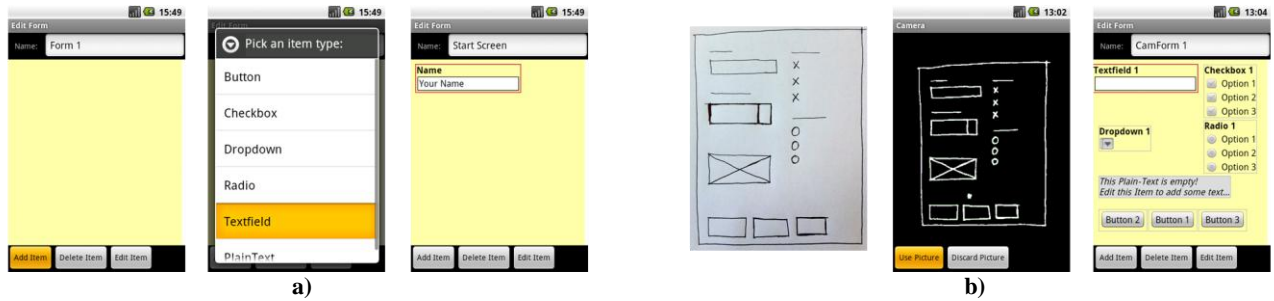 15:49
Edit Form
Name: Form 1
Add Item Delete Item Edit Item
15:49
Edit Form
Pick an item type:
Button
Checkbox
Dropdown
Radio
Textfield
PlainText
15:49
Edit Form
Name: Start Screen
Name
Your Name
Add Item Delete Item Edit Item
a)
13:02
Camera
Use Picture Discard Picture
13:04
Edit Form
Name: CamForm 1
Textfield 1
Checkbox 1
Option 1
Option 2
Option 3
Dropdown 1
Radio 1
Option 1
Option 2
Option 3
This Plain-Text is empty!
Edit this Item to add some text...
Button 2 Button 1 Button 3
Add Item Delete Item Edit Item
b)